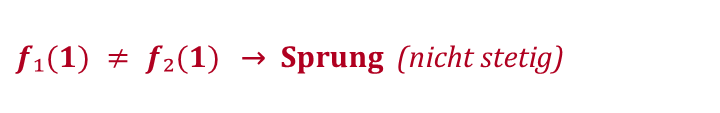 f₁(1) ≠ f₂(1) → Sprung (nicht stetig)